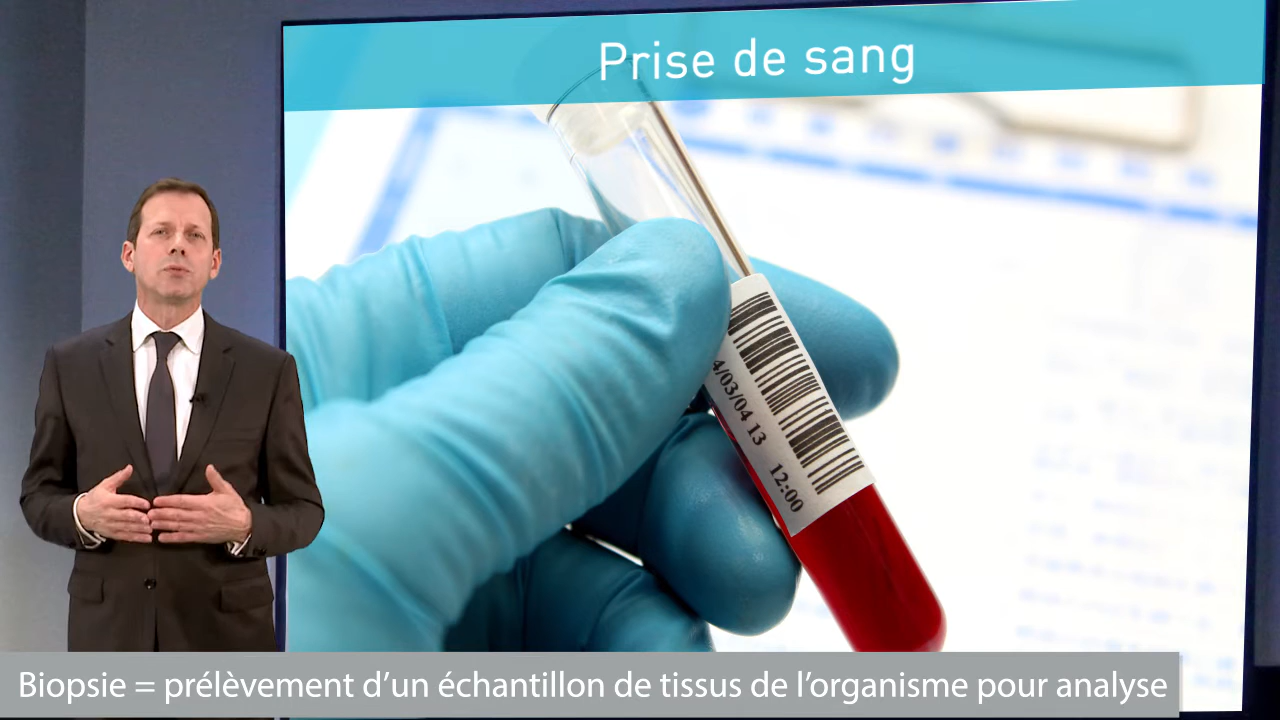 Prise de sang
4/03/04 13 12:00
Biopsie = prélèvement d’un échantillon de tissus de l’organisme pour analyse